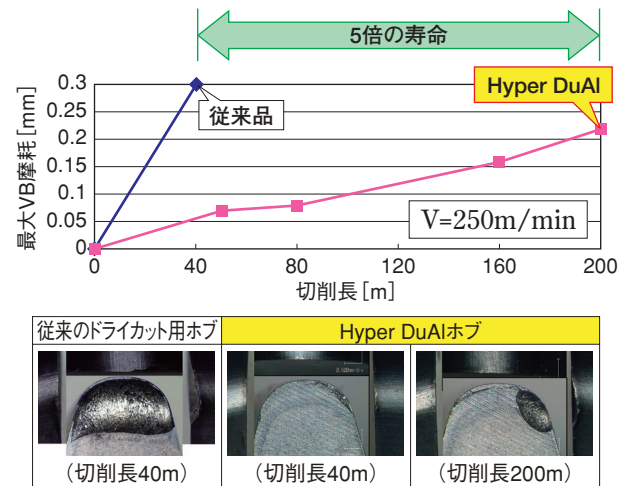 5倍の寿命
最大VB摩耗[mm]
0.3
0.25
0.2
0.15
0.1
0.05
0
従来品
Hyper DuAl
V=250m/min
0
40
80
120
160
200
切削長[m]
従来のドライカット用ホブ
Hyper DuAlホブ
(切削長40m)
(切削長40m)
(切削長200m)